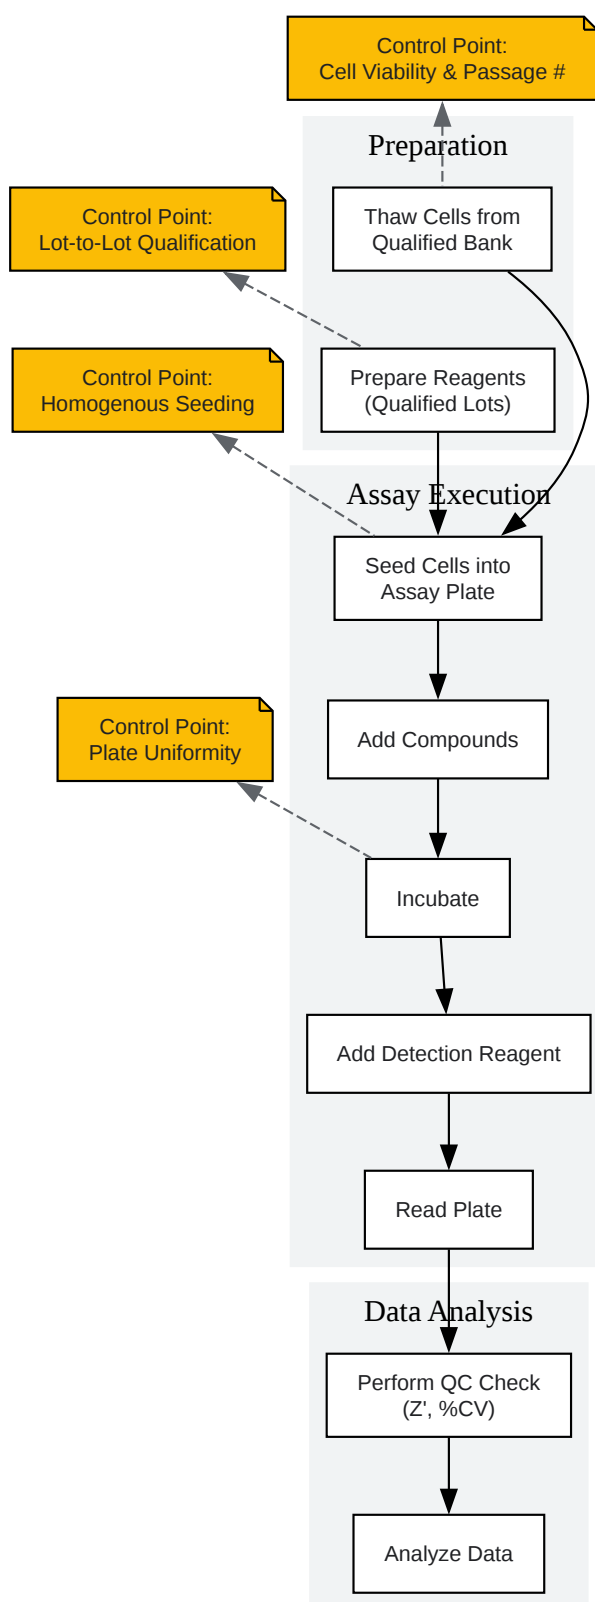 Control Point:
Cell Viability & Passage #
Preparation
Control Point:
Lot-to-Lot Qualification
Thaw Cells from
Qualified Bank
Control Point:
Homogenous Seeding
Prepare Reagents
(Qualified Lots)
Assay Execution
Seed Cells into
Assay Plate
Control Point:
Plate Uniformity
Add Compounds
Incubate
Add Detection Reagent
Read Plate
Data Analysis
Perform QC Check
(Z', %CV)
Analyze Data